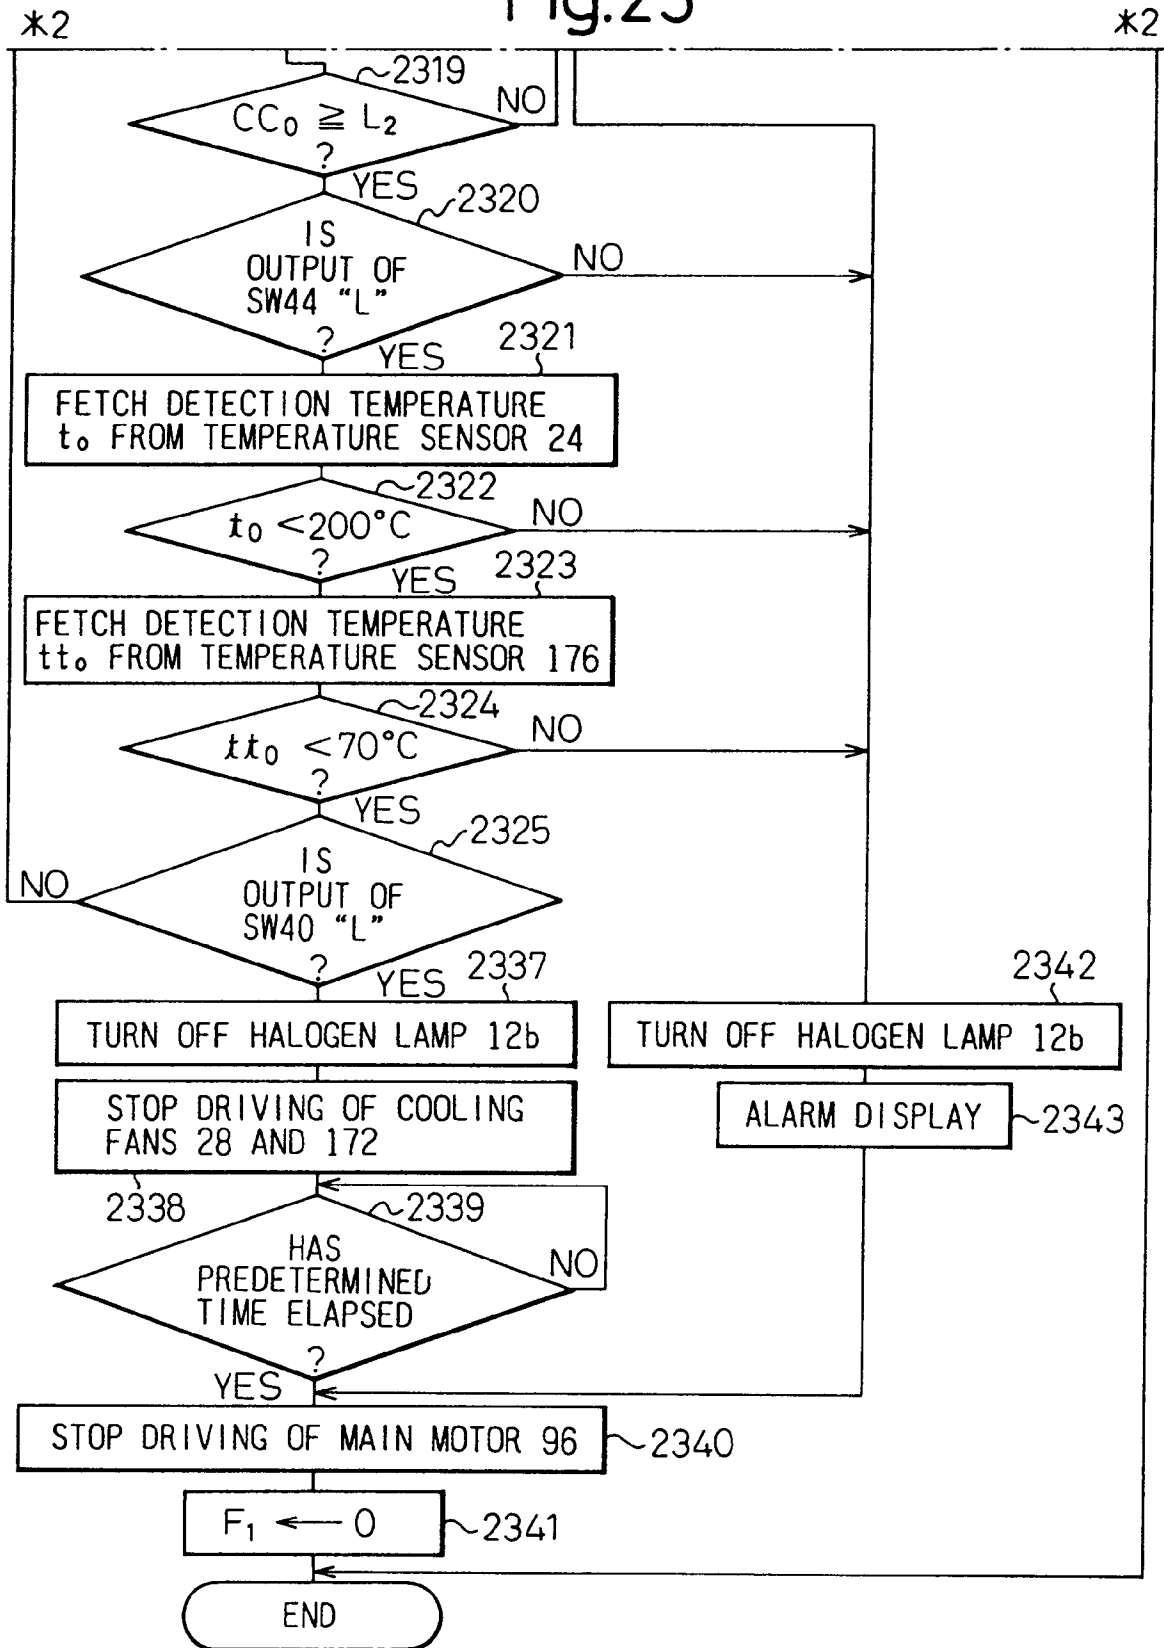 Fig.23
*2
*2
2319
CC₀ ≧ L₂
?
NO
YES
2320
IS
OUTPUT OF
SW44 “L”
?
NO
YES
2321
FETCH DETECTION TEMPERATURE
t₀ FROM TEMPERATURE SENSOR 24
2322
t₀ <200°C
?
NO
YES
2323
FETCH DETECTION TEMPERATURE
tt₀ FROM TEMPERATURE SENSOR 176
2324
tt₀ <70°C
?
NO
YES
2325
IS
OUTPUT OF
SW40 “L”
?
NO
YES
2337
TURN OFF HALOGEN LAMP 12b
2342
TURN OFF HALOGEN LAMP 12b
STOP DRIVING OF COOLING
FANS 28 AND 172
2338
ALARM DISPLAY
2343
2339
HAS
PREDETERMINED
TIME ELAPSED
?
NO
YES
STOP DRIVING OF MAIN MOTOR 96
2340
F₁ ← 0
2341
END